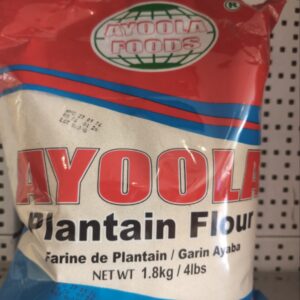 ®
AYOOLA
FOODS
AYOOLA
Plantain Flour
Farine de Plantain / Garin Ayaba
NET WT 1.8kg / 4lbs